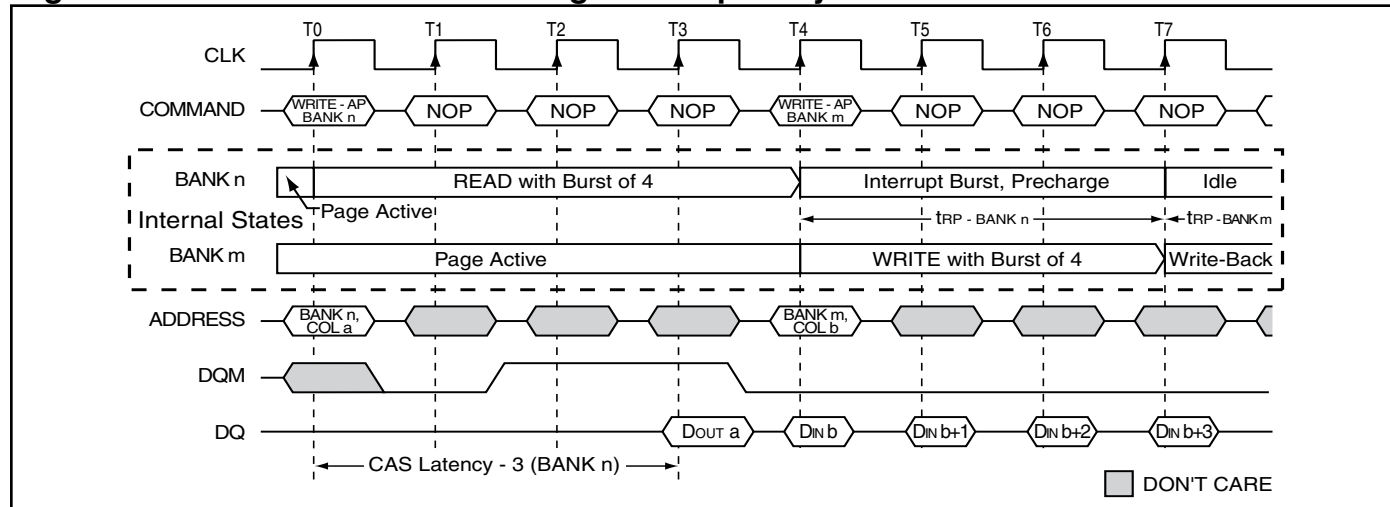 T0 T1 T2 T3 T4 T5 T6 T7
CLK
COMMAND WRITE - AP BANK n NOP NOP NOP WRITE - AP BANK m NOP NOP NOP
BANK n READ with Burst of 4 Interrupt Burst, Precharge Idle
Page Active
Internal States
tRP - BANK n tRP - BANK m
BANK m Page Active WRITE with Burst of 4 Write-Back
ADDRESS BANK n, COL a BANK m, COL b
DQM
DQ DOUT a DIN b DIN b+1 DIN b+2 DIN b+3
CAS Latency - 3 (BANK n)
DON'T CARE